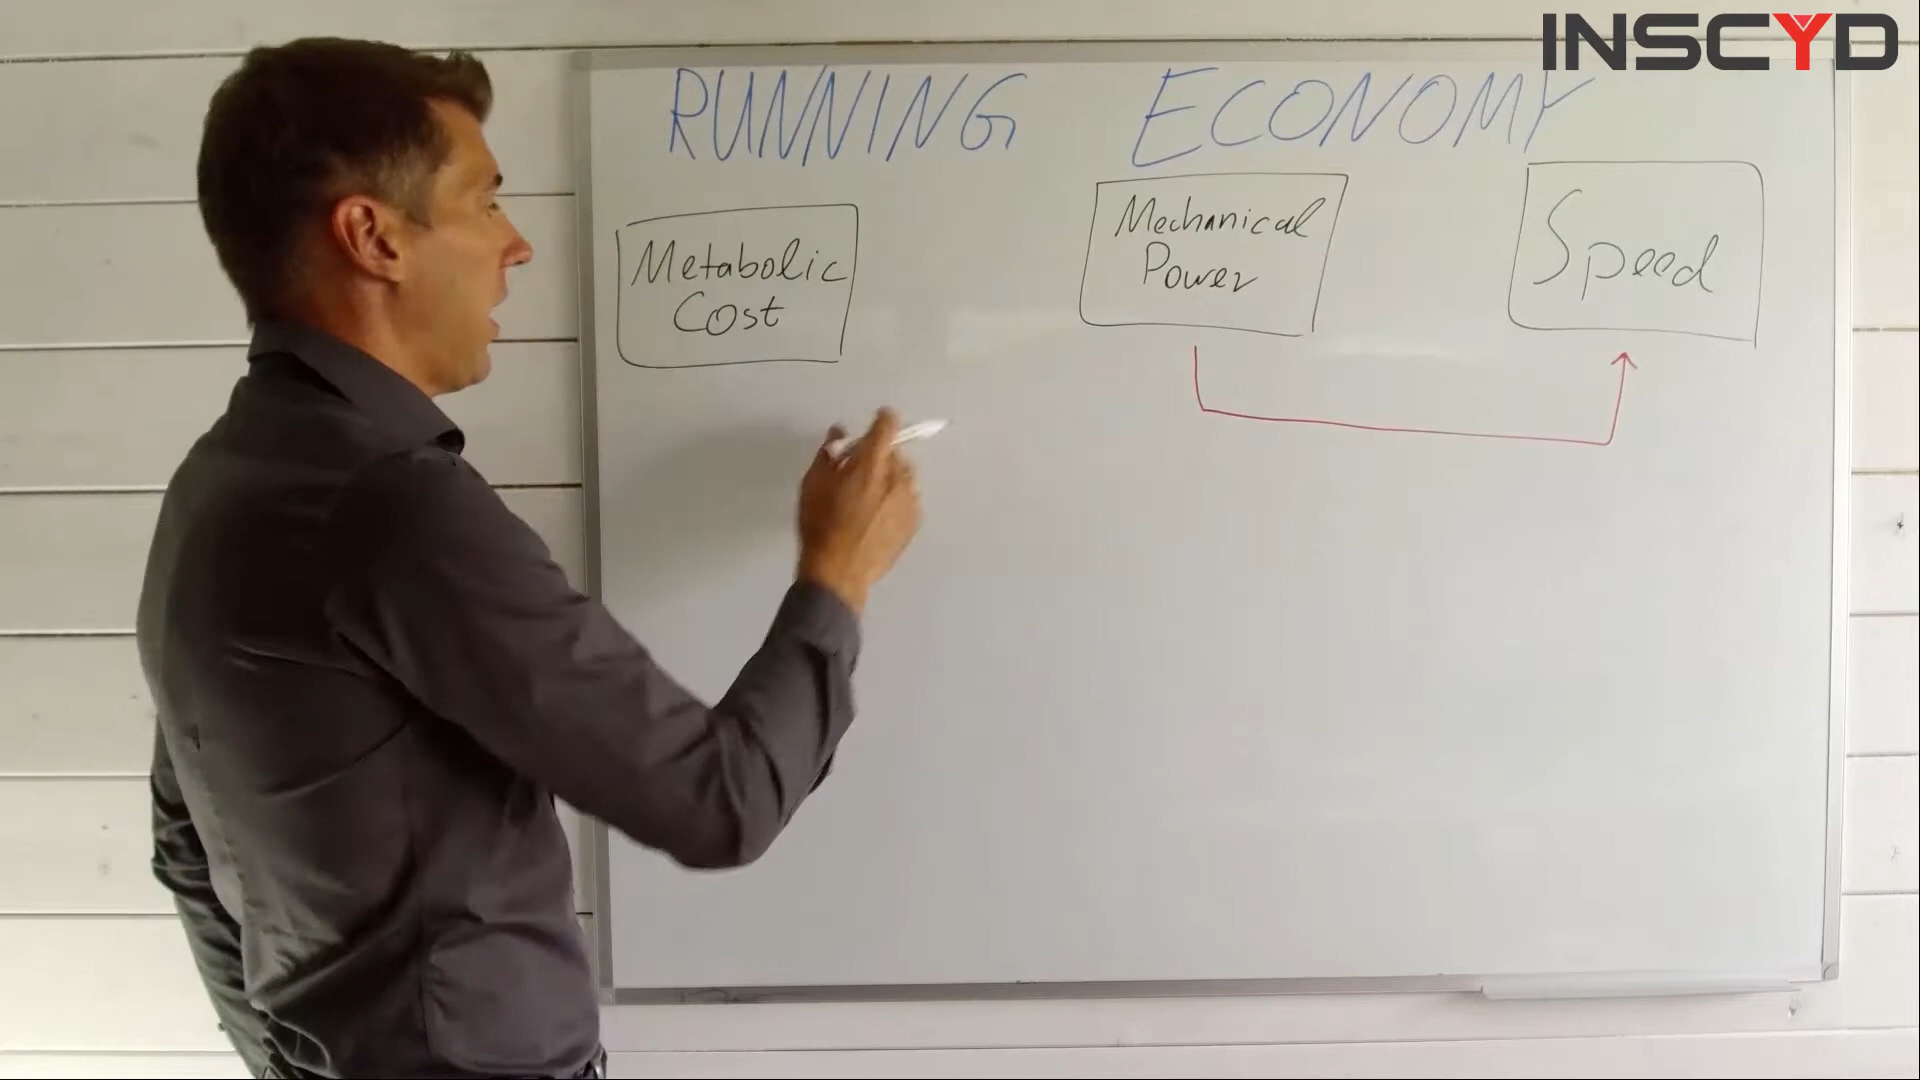 INSCYD
RUNNING ECONOMY
Metabolic
Cost
Mechanical
Power
Speed